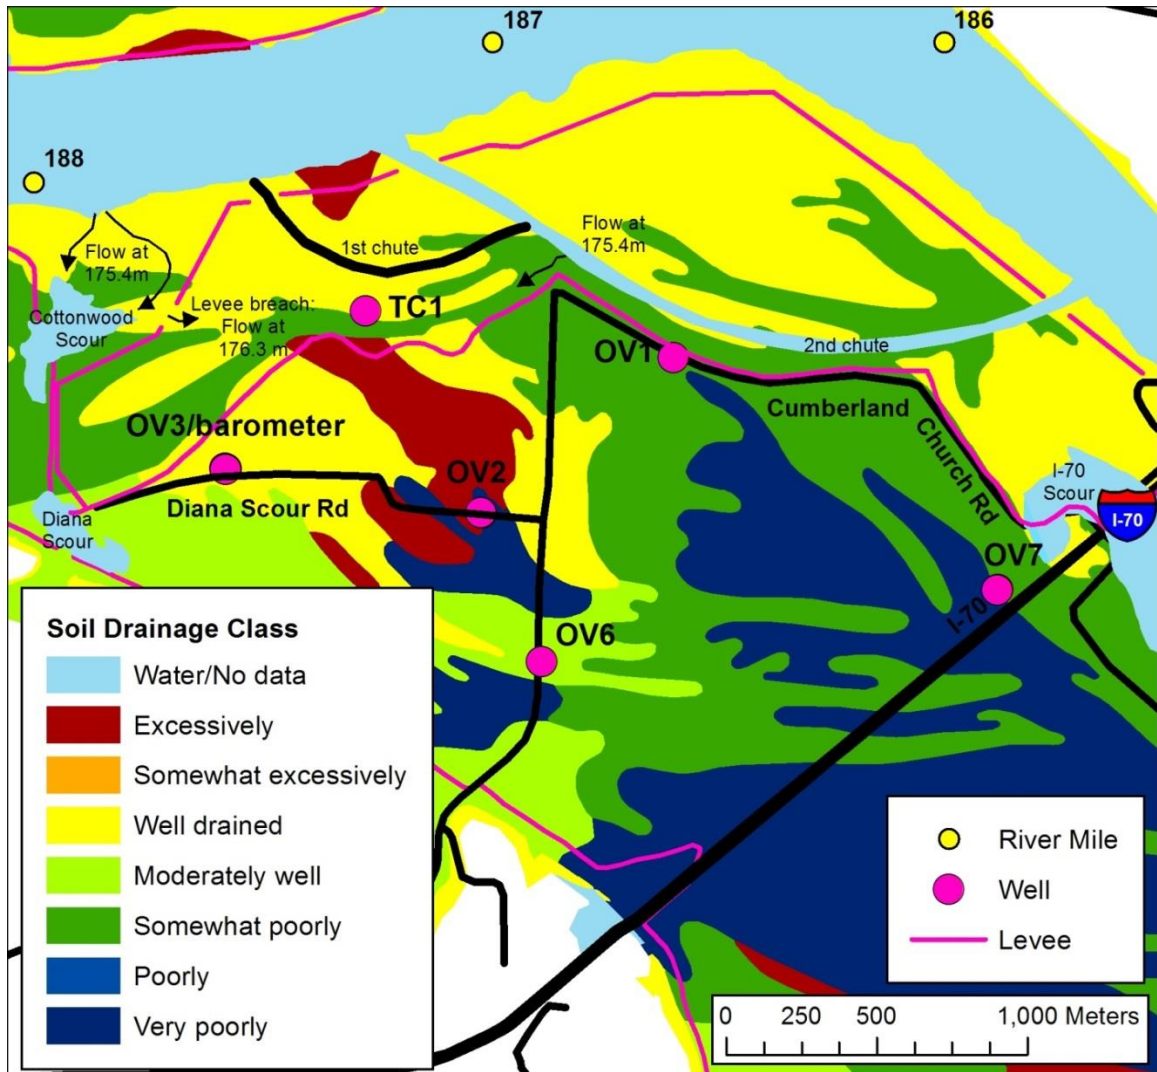 187
186
188
1st chute
Flow at
175.4m
Flow at
175.4m
Levee breach:
Flow at
176.3 m
TC1
Cottonwood
Scour
OV1
2nd chute
Cumberland
Church Rd
OV3/barometer
OV2
Diana Scour Rd
I-70
Scour
I-70
Diana
Scour
OV7
I-70
OV6
Soil Drainage Class
Water/No data
Excessively
Somewhat excessively
Well drained
Moderately well
Somewhat poorly
Poorly
Very poorly
River Mile
Well
Levee
0 250 500 1,000 Meters